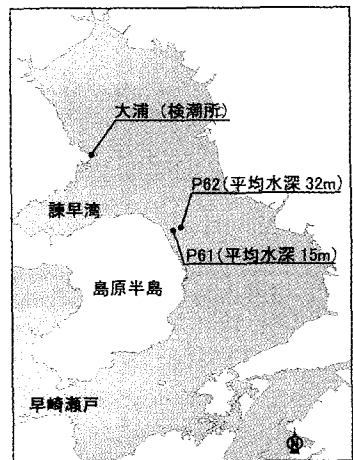 大浦（検潮所）
P62(平均水深 32m)
諫早湾
P61(平均水深 15m)
島原半島
早崎瀬戸